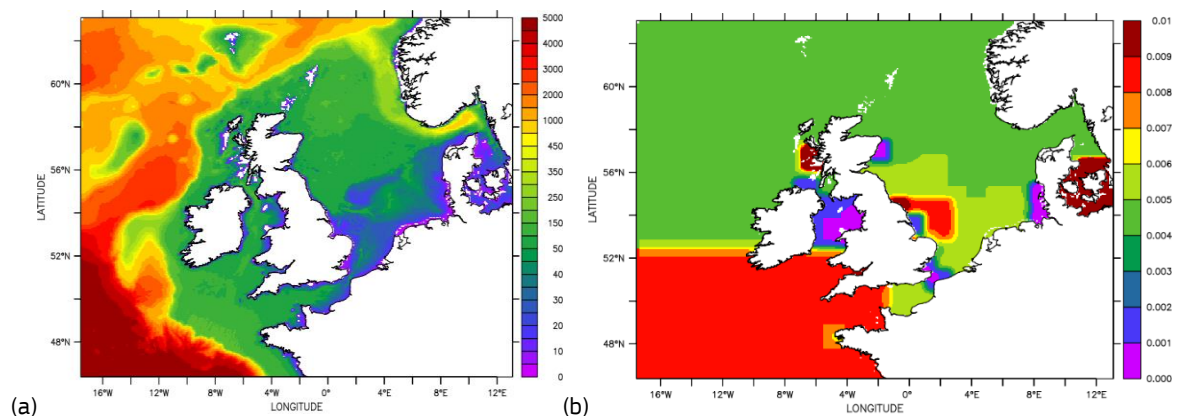 60°N
56°N
52°N
48°N
LATITUDE
16°W 12°W 8°W 4°W 0° 4°E 8°E 12°E
LONGITUDE
5000
4000
3000
2000
1000
450
350
250
150
50
40
30
20
10
0
(a)
60°N
56°N
52°N
48°N
LATITUDE
16°W 12°W 8°W 4°W 0° 4°E 8°E 12°E
LONGITUDE
0.01
0.009
0.008
0.007
0.006
0.005
0.004
0.003
0.002
0.001
0.000
(b)